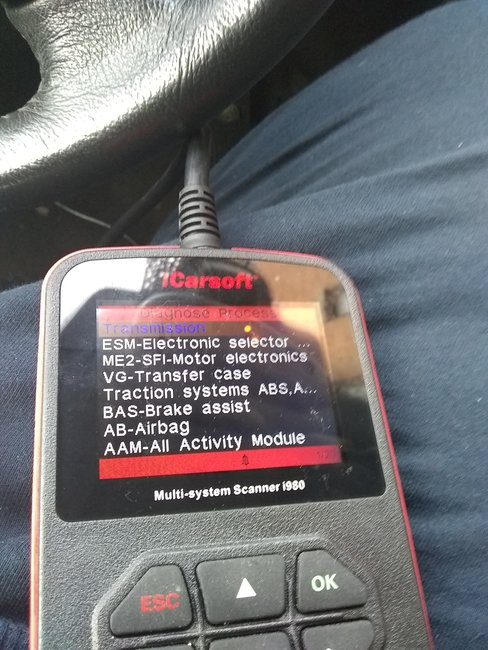 iCarsoft
Diagnose Process
Transmission
ESM-Electronic selector ...
ME2-SFI-Motor electronics
VG-Transfer case
Traction systems ABS,A...
BAS-Brake assist
AB-Airbag
AAM-All Activity Module
Multi-system Scanner i980
ESC
▲
OK